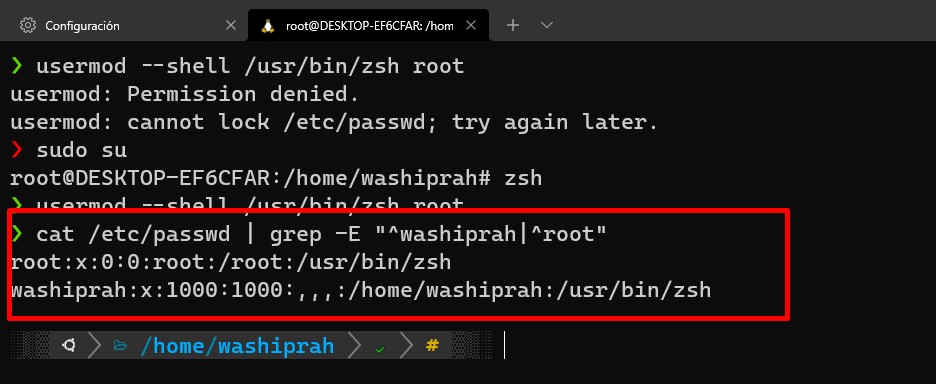 Configuración
root@DESKTOP-EF6CFAR: /hom
❯ usermod --shell /usr/bin/zsh root
usermod: Permission denied.
usermod: cannot lock /etc/passwd; try again later.
❯ sudo su
root@DESKTOP-EF6CFAR:/home/washiprah# zsh
❯ usermod --shell /usr/bin/zsh root
❯ cat /etc/passwd | grep -E "^washiprah|^root"
root:x:0:0:root:/root:/usr/bin/zsh
washiprah:x:1000:1000:,,,:/home/washiprah:/usr/bin/zsh
/home/washiprah ✓ #